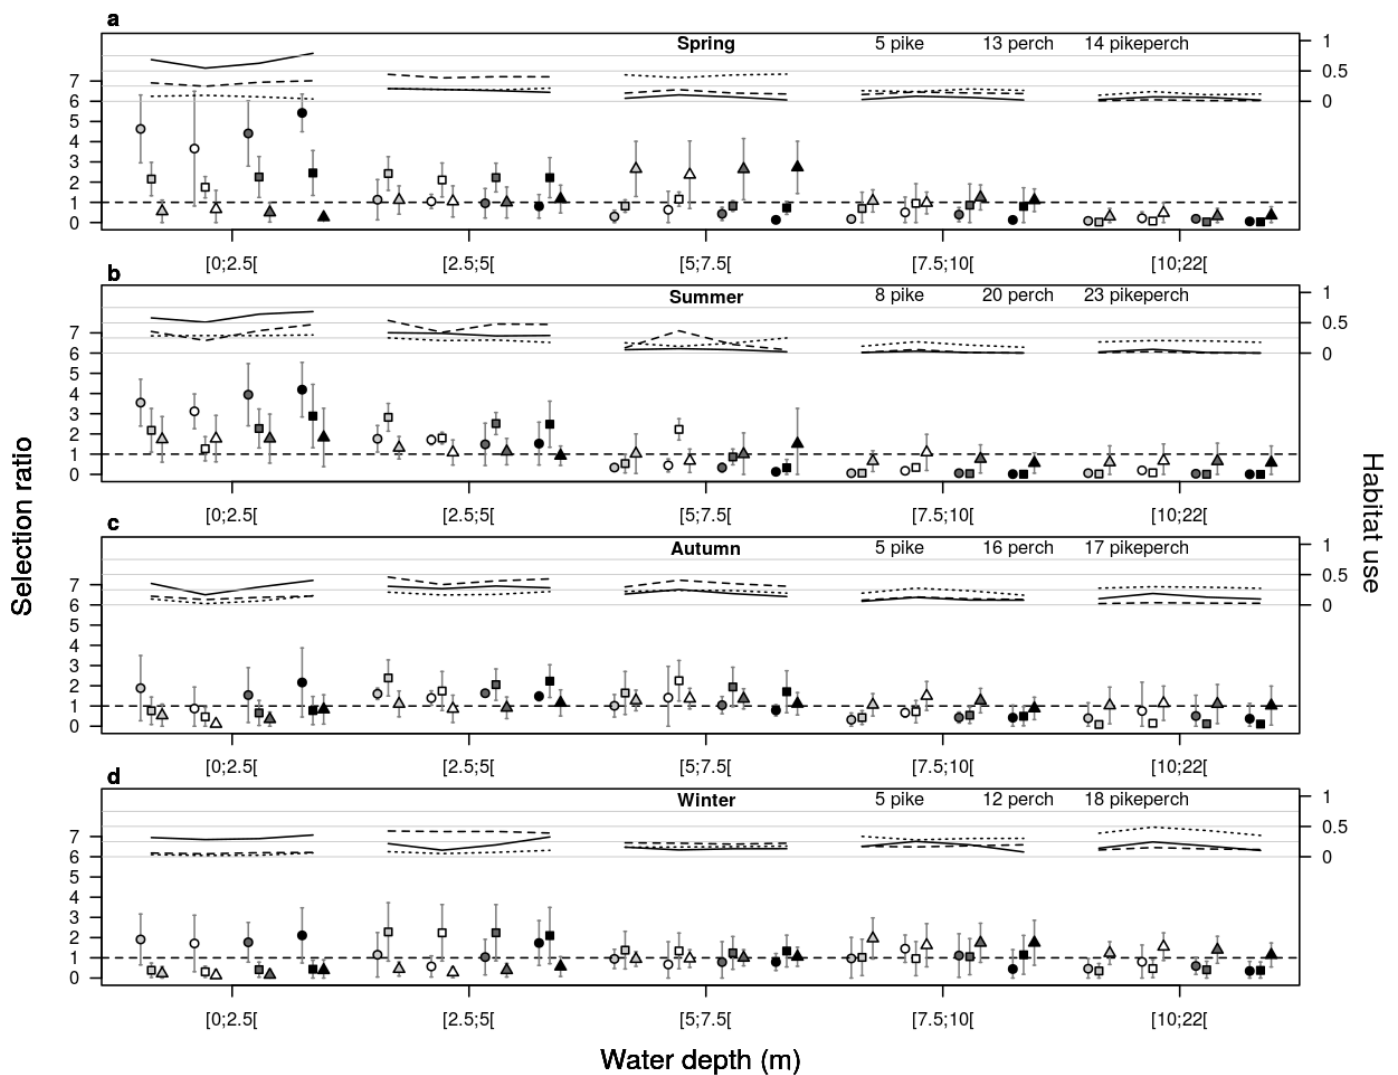 a
Spring 5 pike 13 perch 14 pikeperch
1
0.5
0
7
6
5
4
3
2
1
0
[0;2.5[ [2.5;5[ [5;7.5[ [7.5;10[ [10;22[
b
Summer 8 pike 20 perch 23 pikeperch
1
0.5
0
7
6
5
4
3
2
1
0
[0;2.5[ [2.5;5[ [5;7.5[ [7.5;10[ [10;22[
c
Autumn 5 pike 16 perch 17 pikeperch
1
0.5
0
7
6
5
4
3
2
1
0
[0;2.5[ [2.5;5[ [5;7.5[ [7.5;10[ [10;22[
d
Winter 5 pike 12 perch 18 pikeperch
1
0.5
0
7
6
5
4
3
2
1
0
[0;2.5[ [2.5;5[ [5;7.5[ [7.5;10[ [10;22[
Selection ratio
Habitat use
Water depth (m)